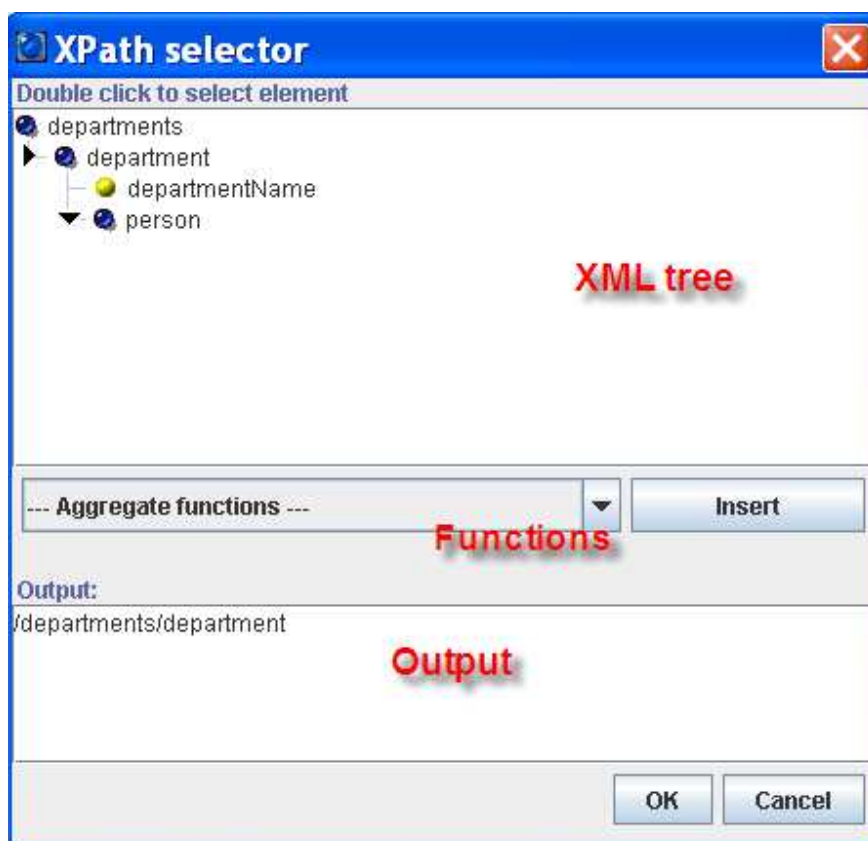 XPath selector
Double click to select element
departments
department
departmentName
person
XML tree
--- Aggregate functions ---
Insert
Functions
Output:
/departments/department
Output
OK
Cancel